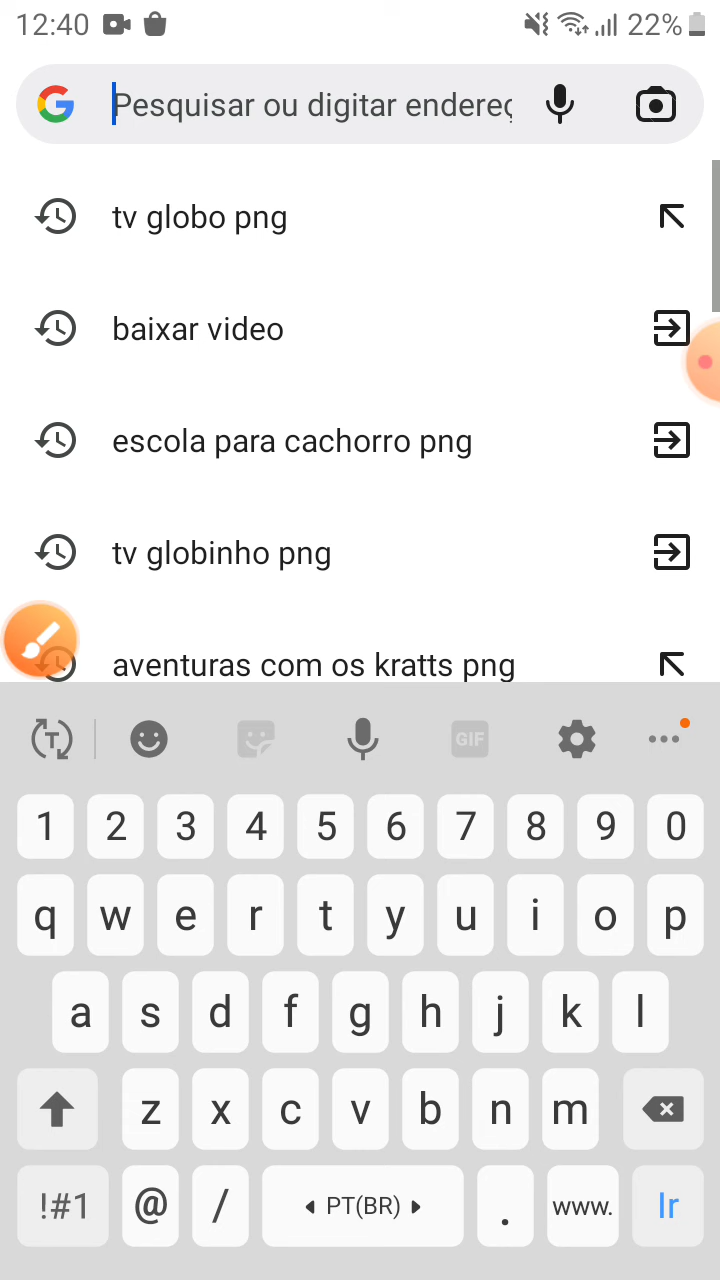 12:40 22%
Pesquisar ou digitar endereç
tv globo png
baixar video
escola para cachorro png
tv globinho png
aventuras com os kratts png
T GIF
1 2 3 4 5 6 7 8 9 0
q w e r t y u i o p
a s d f g h j k l
z x c v b n m
!#1 @ / PT(BR) . www. Ir